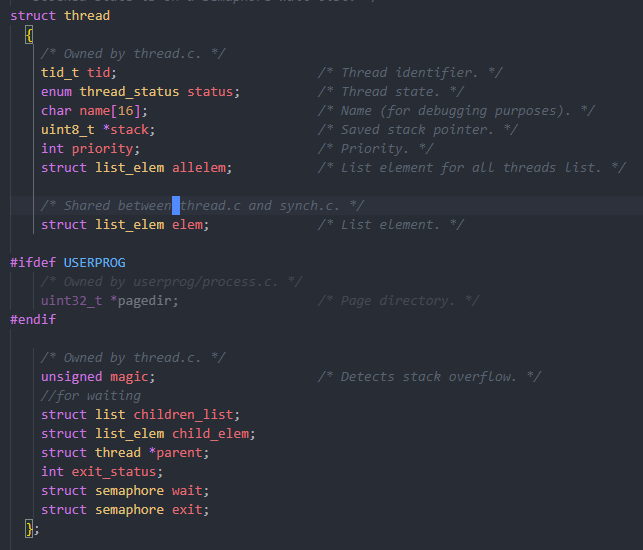 struct thread
{
/* Owned by thread.c. */
tid_t tid; /* Thread identifier. */
enum thread_status status; /* Thread state. */
char name[16]; /* Name (for debugging purposes). */
uint8_t *stack; /* Saved stack pointer. */
int priority; /* Priority. */
struct list_elem allelem; /* List element for all threads list. */
/* Shared between thread.c and synch.c. */
struct list_elem elem; /* List element. */
#ifdef USERPROG
/* Owned by userprog/process.c. */
uint32_t *pagedir; /* Page directory. */
#endif
/* Owned by thread.c. */
unsigned magic; /* Detects stack overflow. */
//for waiting
struct list children_list;
struct list_elem child_elem;
struct thread *parent;
int exit_status;
struct semaphore wait;
struct semaphore exit;
};